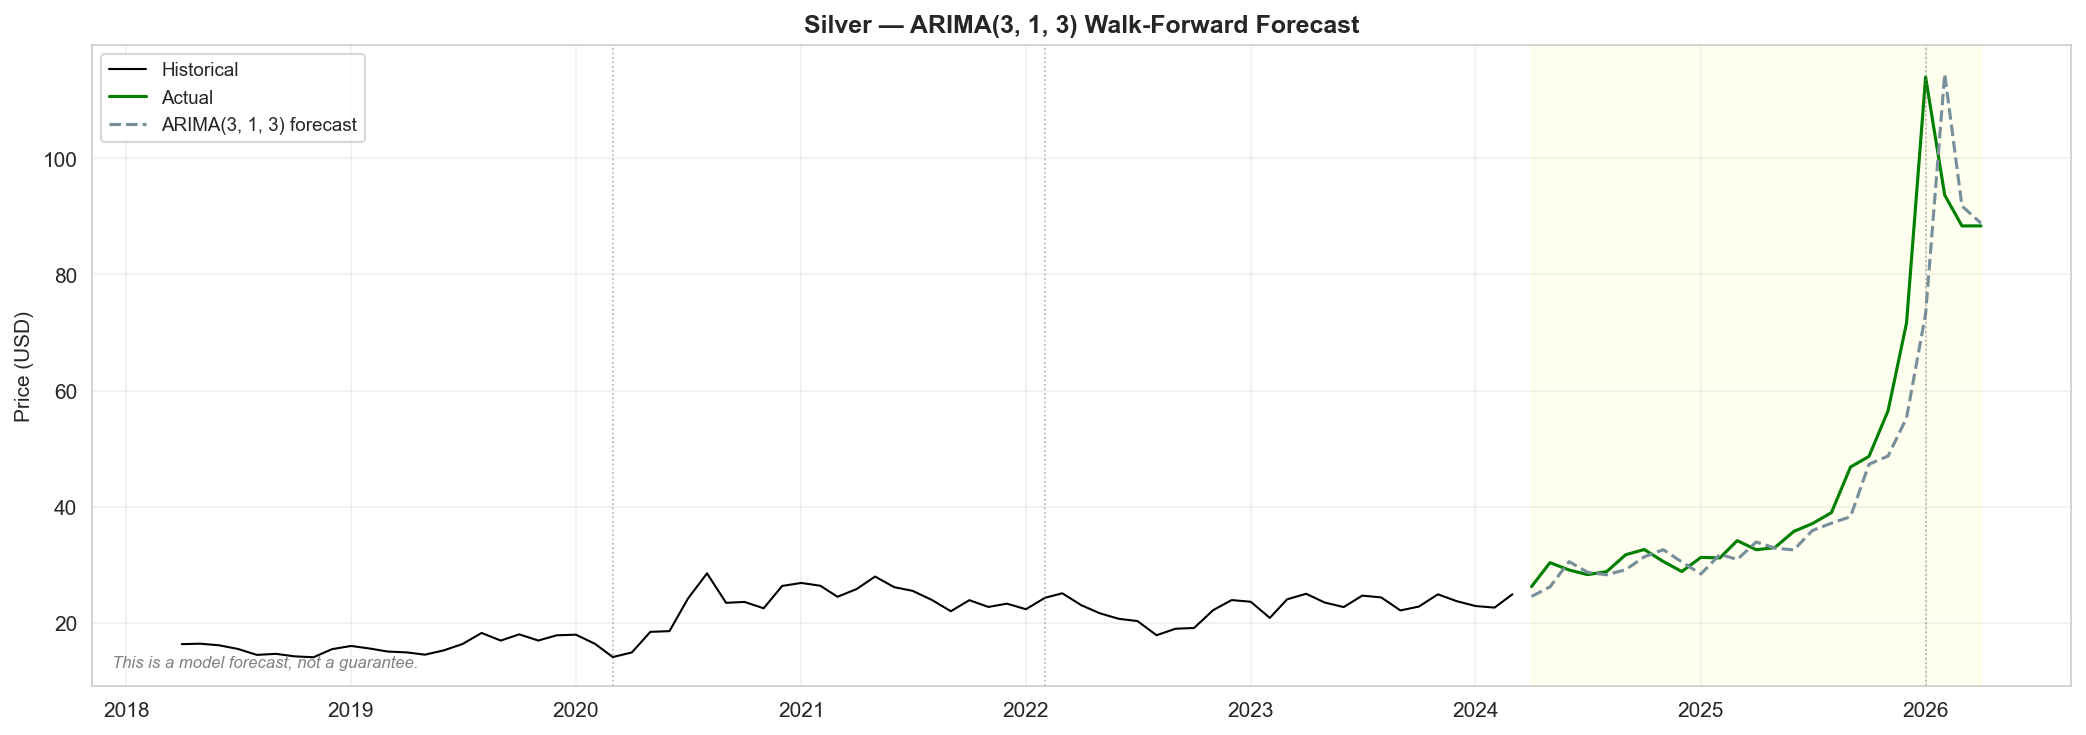 Silver — ARIMA(3, 1, 3) Walk-Forward Forecast
Historical
Actual
ARIMA(3, 1, 3) forecast
Price (USD)
100
80
60
40
20
This is a model forecast, not a guarantee.
2018 2019 2020 2021 2022 2023 2024 2025 2026